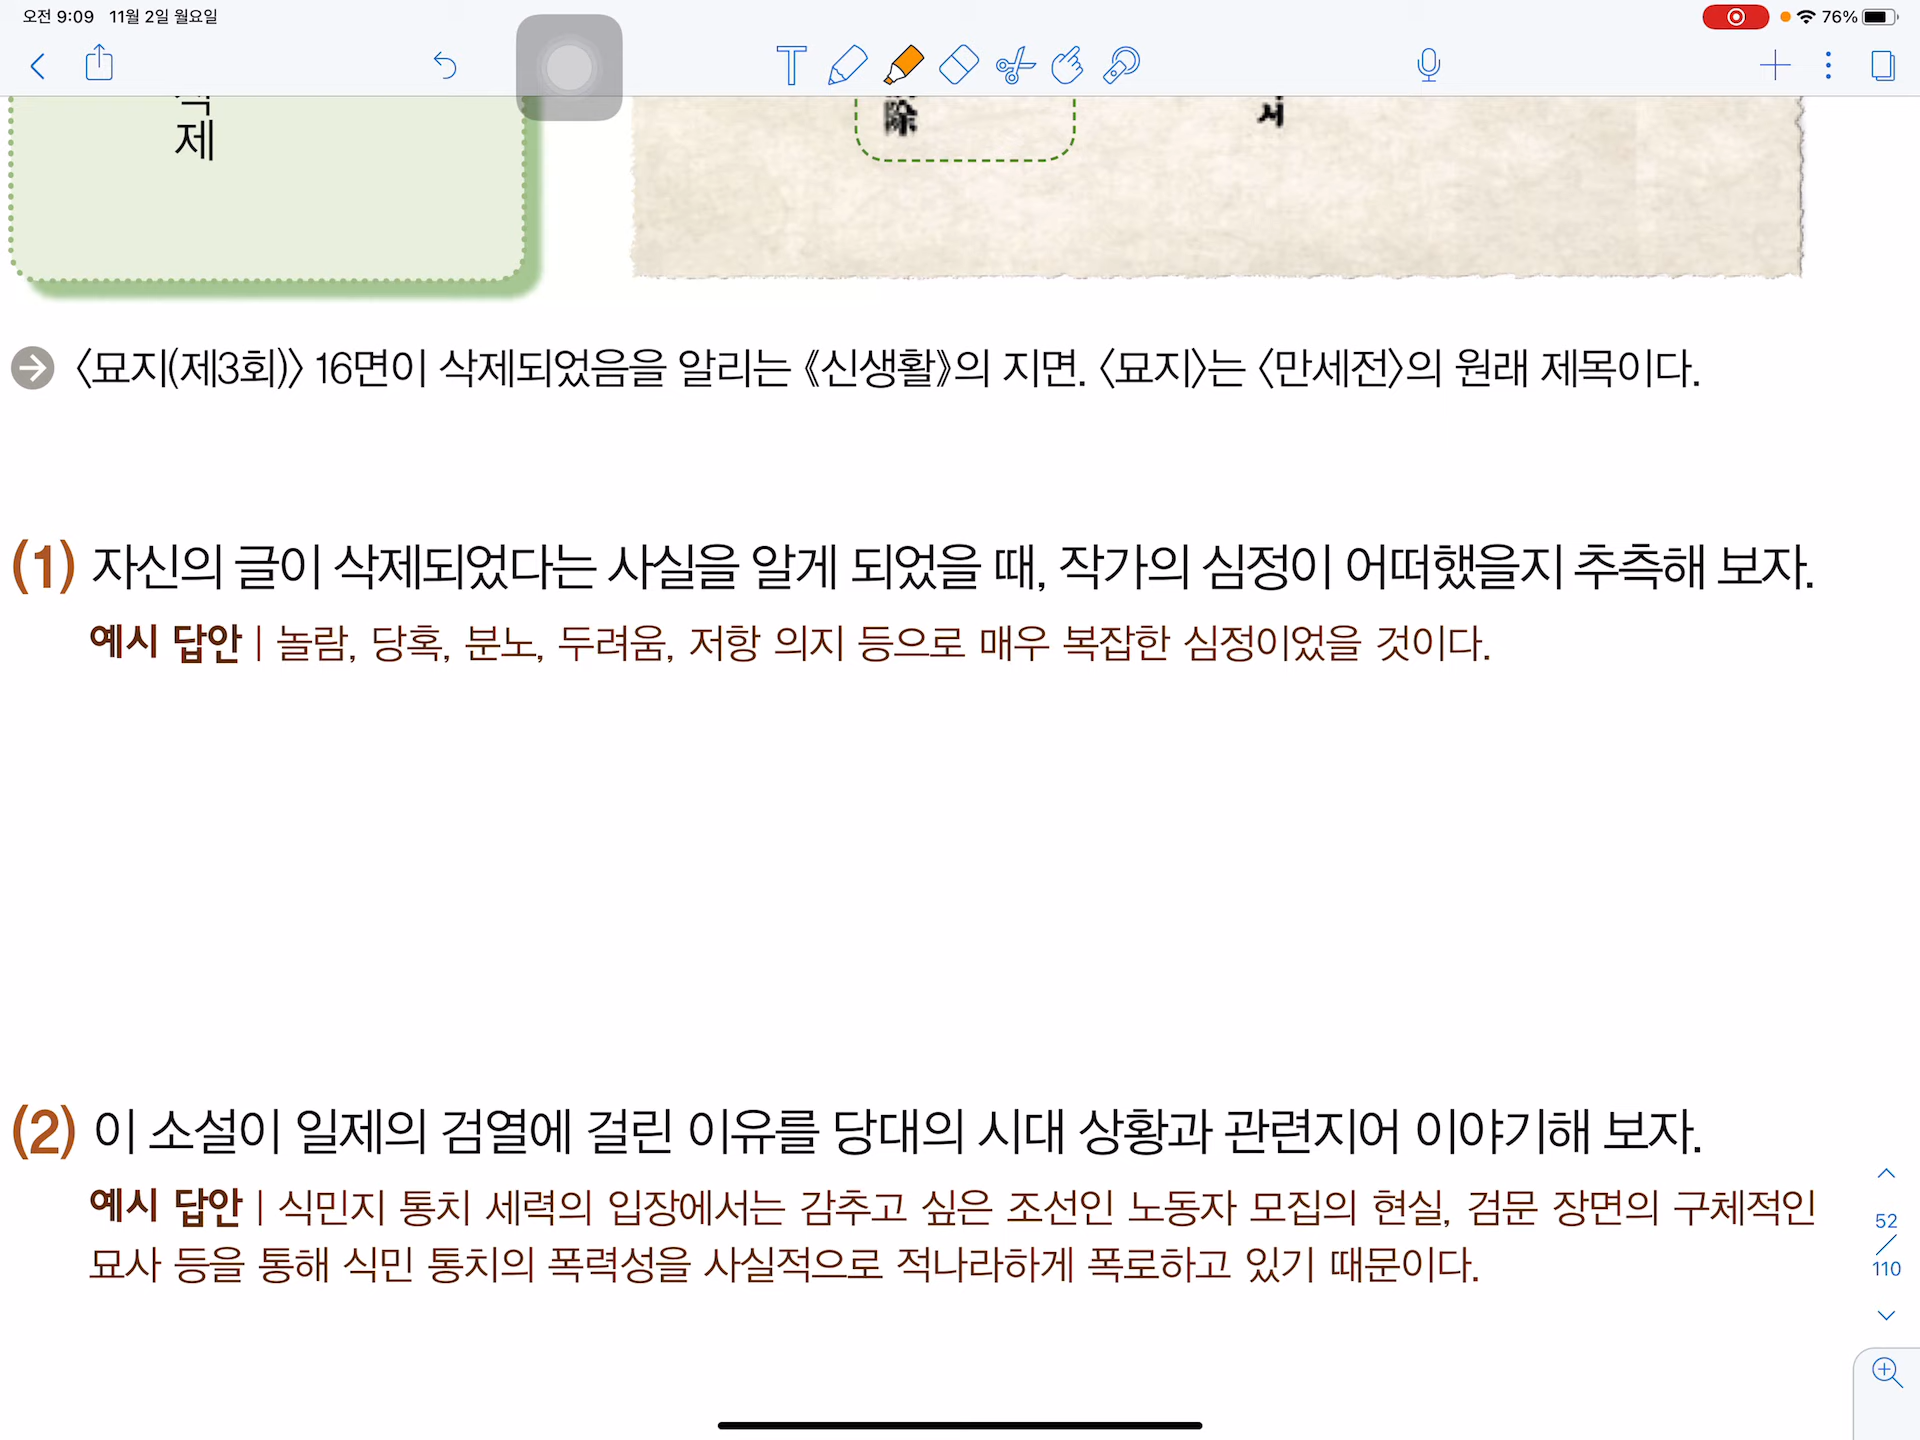 오전 9:09 11월 2일 월요일
76%
제
除
서
〈묘지(제3회)〉 16면이 삭제되었음을 알리는 《신생활》의 지면. 〈묘지〉는 〈만세전〉의 원래 제목이다.
(1) 자신의 글이 삭제되었다는 사실을 알게 되었을 때, 작가의 심정이 어떠했을지 추측해 보자.
예시 답안 | 놀람, 당혹, 분노, 두려움, 저항 의지 등으로 매우 복잡한 심정이었을 것이다.
(2) 이 소설이 일제의 검열에 걸린 이유를 당대의 시대 상황과 관련지어 이야기해 보자.
예시 답안 | 식민지 통치 세력의 입장에서는 감추고 싶은 조선인 노동자 모집의 현실, 검문 장면의 구체적인
묘사 등을 통해 식민 통치의 폭력성을 사실적으로 적나라하게 폭로하고 있기 때문이다.
52
/
110